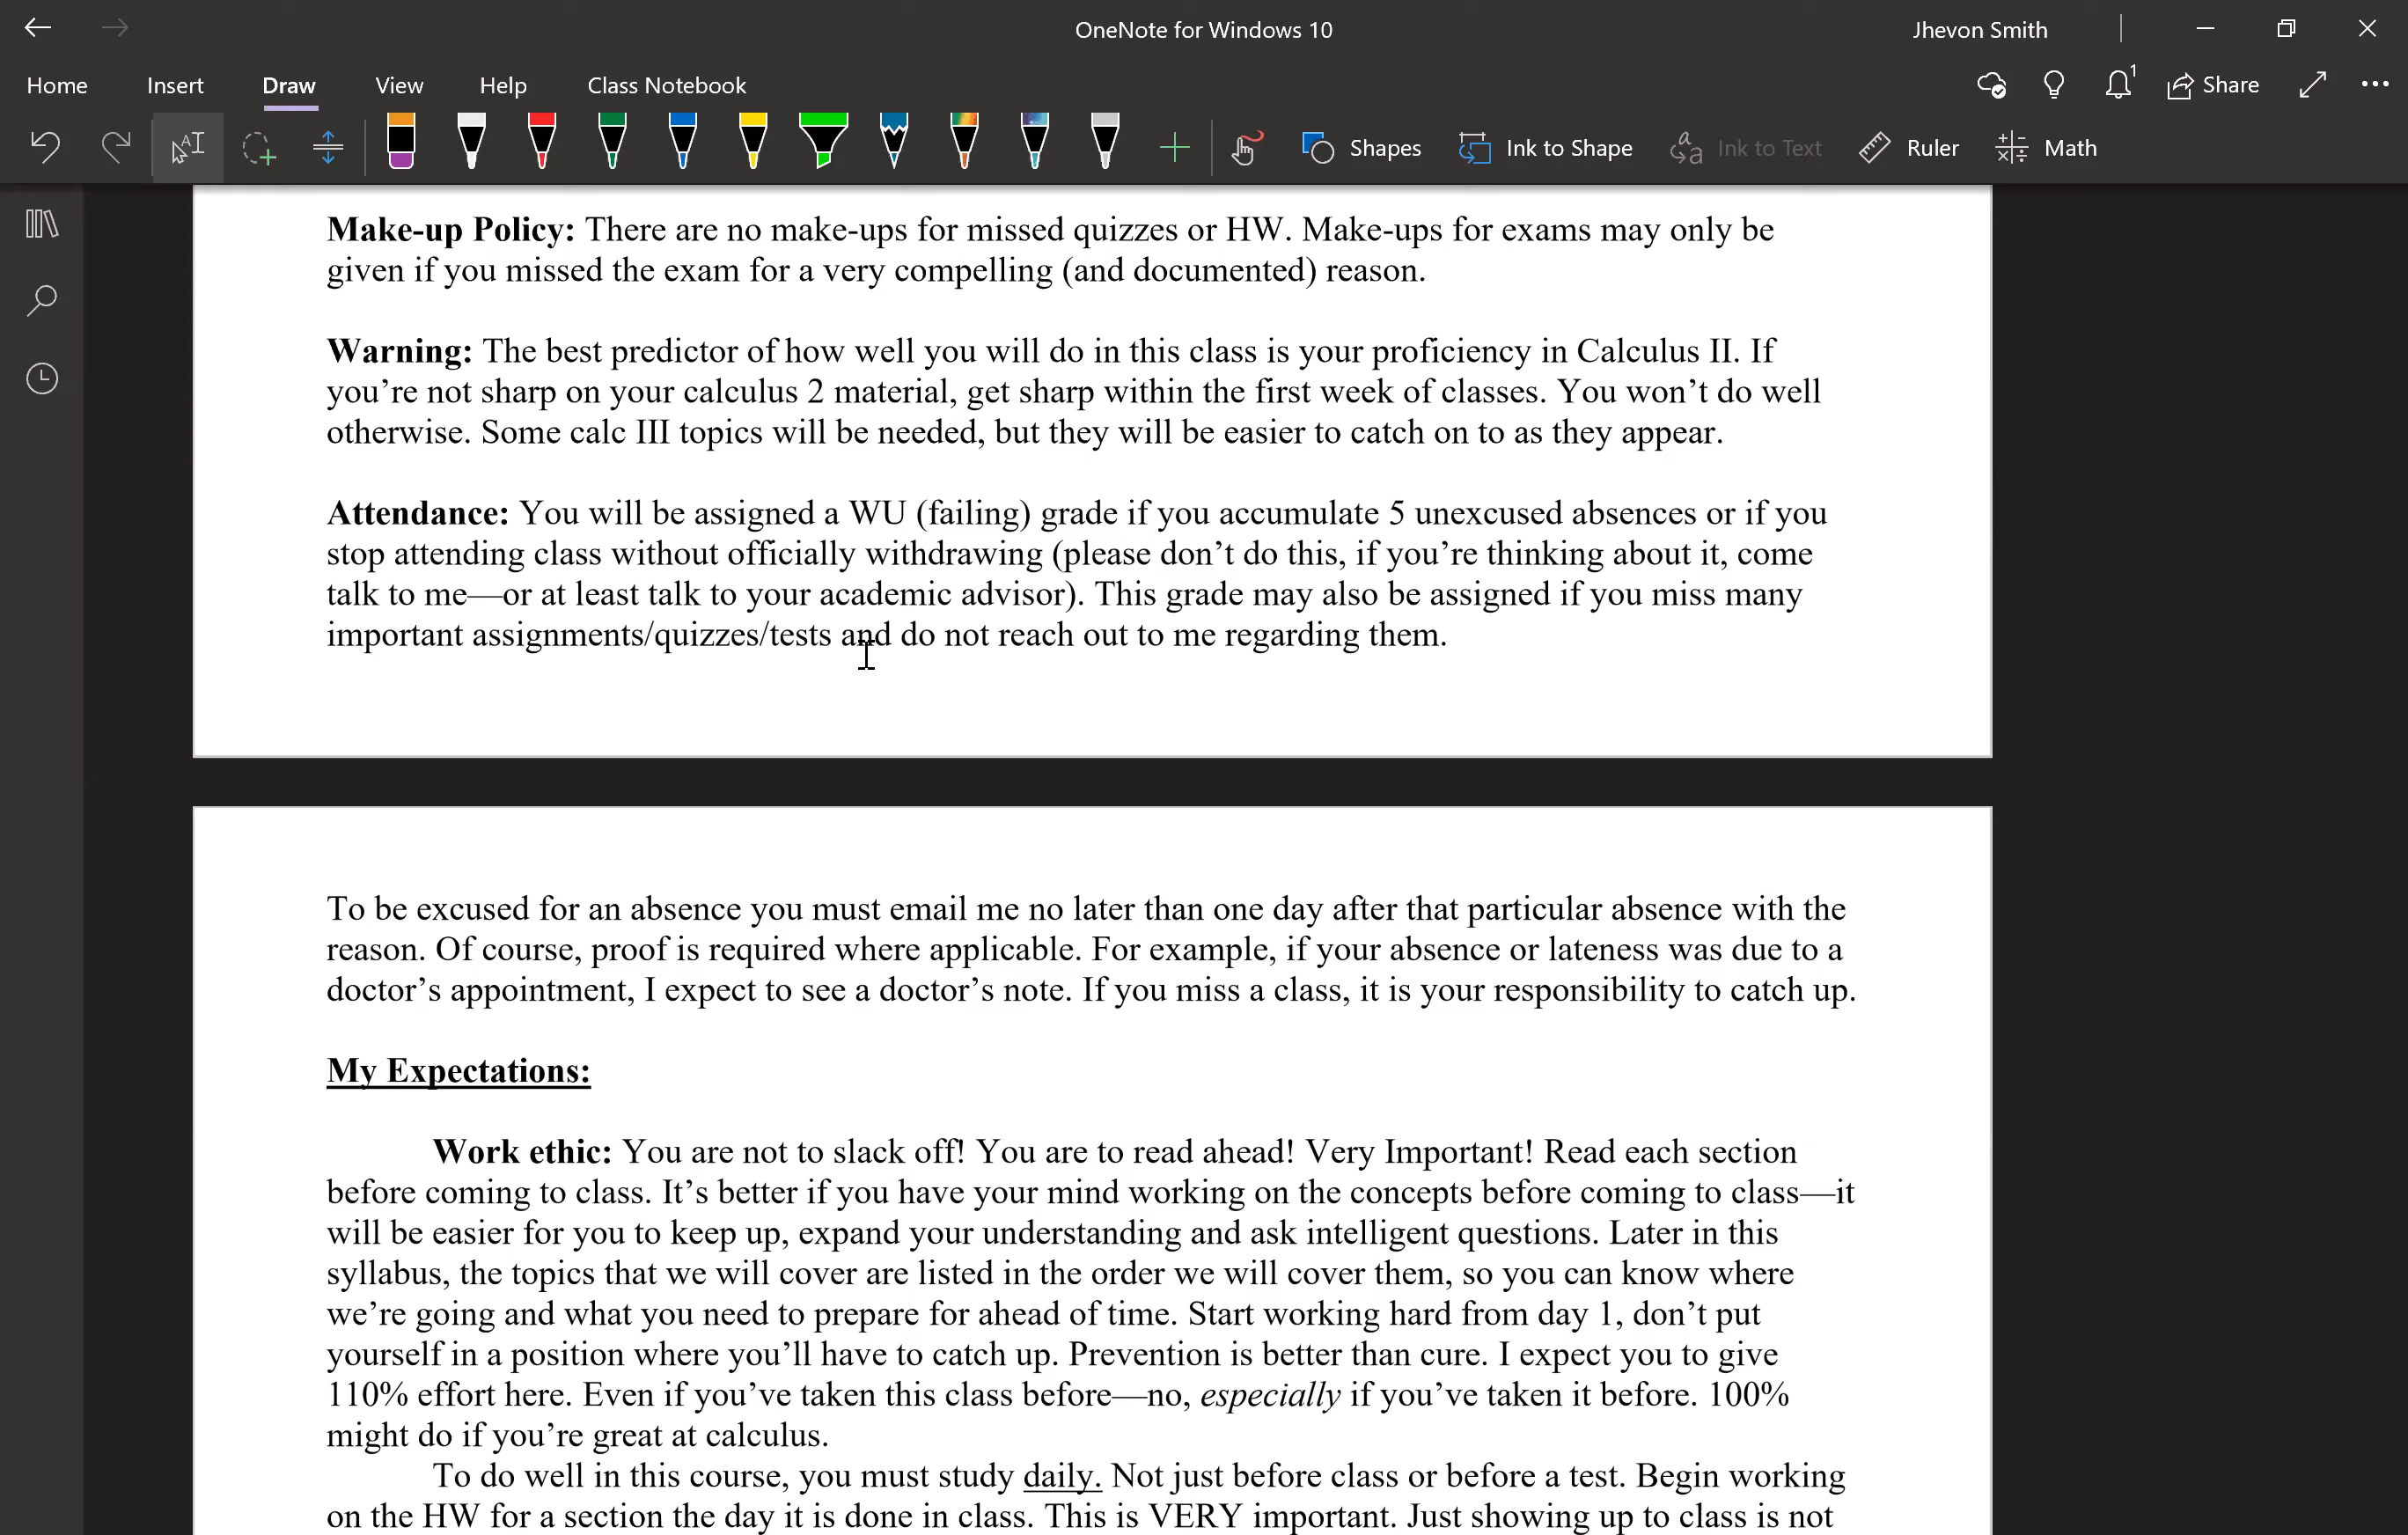 OneNote for Windows 10
Jhevon Smith
Home Insert Draw View Help Class Notebook
1
Share
Shapes Ink to Shape Ink to Text Ruler Math
Make-up Policy: There are no make-ups for missed quizzes or HW. Make-ups for exams may only be
given if you missed the exam for a very compelling (and documented) reason.
Warning: The best predictor of how well you will do in this class is your proficiency in Calculus II. If
you’re not sharp on your calculus 2 material, get sharp within the first week of classes. You won’t do well
otherwise. Some calc III topics will be needed, but they will be easier to catch on to as they appear.
Attendance: You will be assigned a WU (failing) grade if you accumulate 5 unexcused absences or if you
stop attending class without officially withdrawing (please don’t do this, if you’re thinking about it, come
talk to me—or at least talk to your academic advisor). This grade may also be assigned if you miss many
important assignments/quizzes/tests and do not reach out to me regarding them.
To be excused for an absence you must email me no later than one day after that particular absence with the
reason. Of course, proof is required where applicable. For example, if your absence or lateness was due to a
doctor’s appointment, I expect to see a doctor’s note. If you miss a class, it is your responsibility to catch up.
My Expectations:
Work ethic: You are not to slack off! You are to read ahead! Very Important! Read each section
before coming to class. It’s better if you have your mind working on the concepts before coming to class—it
will be easier for you to keep up, expand your understanding and ask intelligent questions. Later in this
syllabus, the topics that we will cover are listed in the order we will cover them, so you can know where
we’re going and what you need to prepare for ahead of time. Start working hard from day 1, don’t put
yourself in a position where you’ll have to catch up. Prevention is better than cure. I expect you to give
110% effort here. Even if you’ve taken this class before—no, especially if you’ve taken it before. 100%
might do if you’re great at calculus.
To do well in this course, you must study daily. Not just before class or before a test. Begin working
on the HW for a section the day it is done in class. This is VERY important. Just showing up to class is not